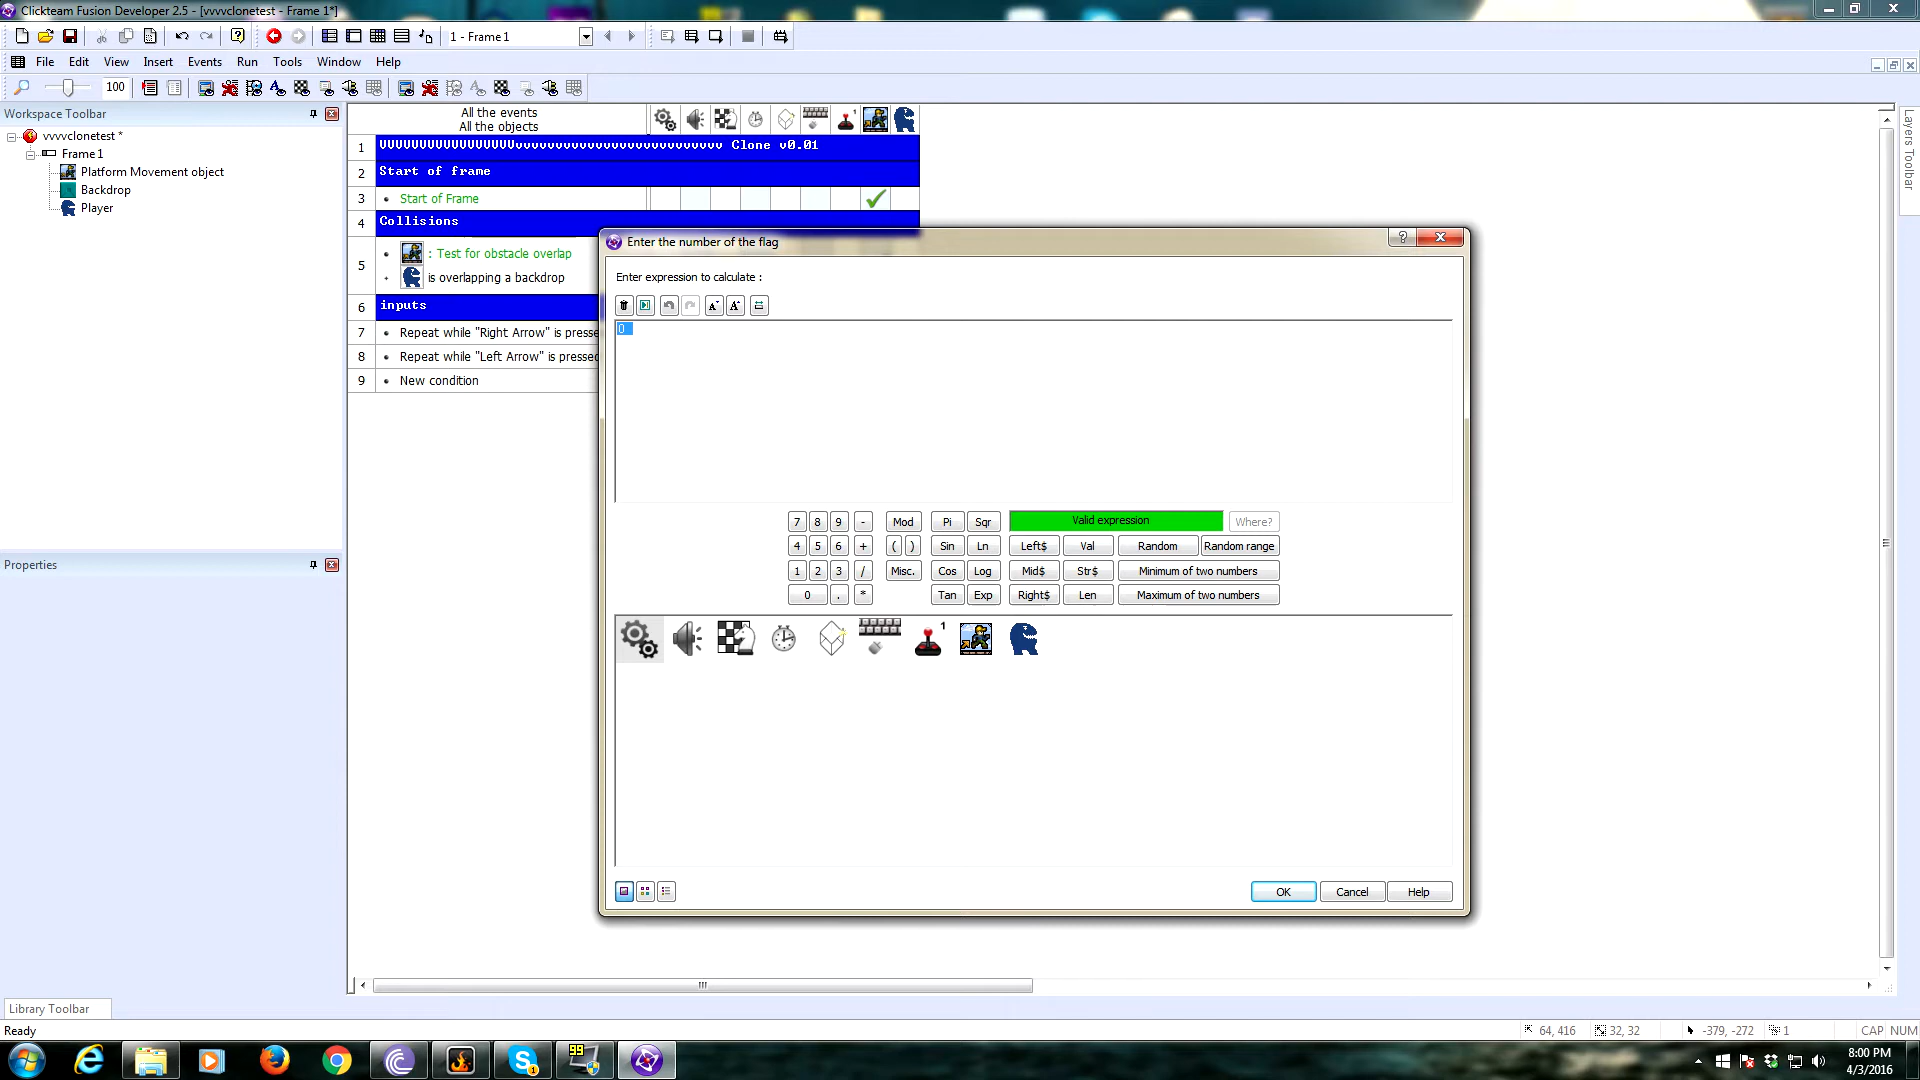 Clickteam Fusion Developer 2.5 - [vvvvclonetest - Frame 1*]
1 - Frame 1
File Edit View Insert Events Run Tools Window Help
100
Workspace Toolbar
vvvvclonetest *
Frame 1
Platform Movement object
Backdrop
Player
Properties
Library Toolbar
Ready
Layers Toolbar
All the events
All the objects
1
Clone v0.01
2 Start of frame
3 Start of Frame
4 Collisions
5 : Test for obstacle overlap
is overlapping a backdrop
6 inputs
7 Repeat while "Right Arrow" is presse
8 Repeat while "Left Arrow" is pressed
9 New condition
Enter the number of the flag
Enter expression to calculate :
0
7 8 9 - Mod Pi Sqr Valid expression Where?
4 5 6 + ( ) Sin Ln Left$ Val Random Random range
1 2 3 / Misc. Cos Log Mid$ Str$ Minimum of two numbers
0 . * Tan Exp Right$ Len Maximum of two numbers
1
OK Cancel Help
64, 416 32, 32 -379, -272 1 CAP NUM
99
1
8:00 PM
4/3/2016